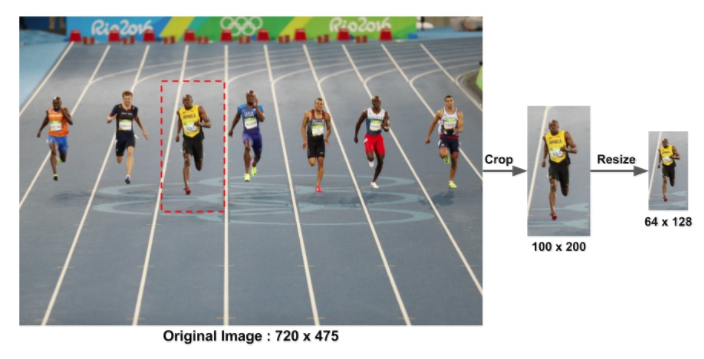 Rio2016
Rio2016
Crop
Resize
64 x 128
100 x 200
Original Image : 720 x 475